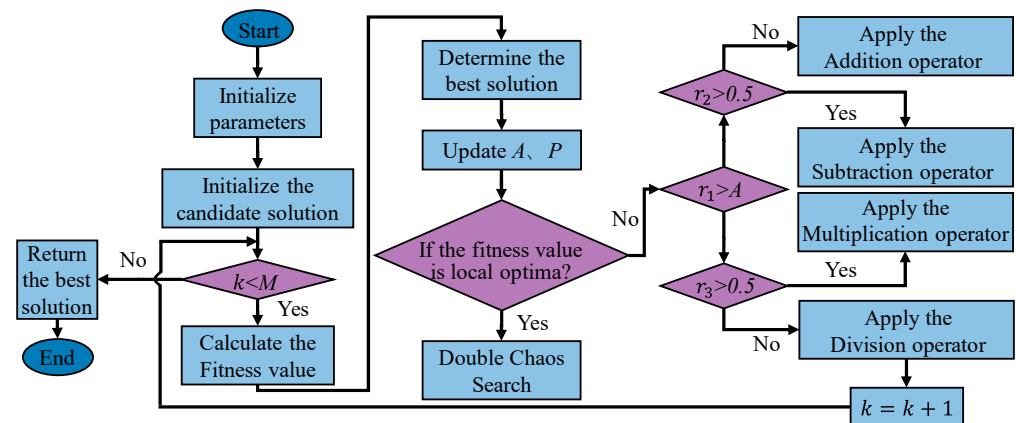 Start
Initialize
parameters
Initialize the
candidate solution
k<M
No
Yes
Return
the best
solution
End
Calculate the
Fitness value
Determine the
best solution
Update A、P
If the fitness value
is local optima?
No
Yes
Double Chaos
Search
r₁>A
r₂>0.5
No
Apply the
Addition operator
Yes
Apply the
Subtraction operator
Apply the
Multiplication operator
r₃>0.5
Yes
No
Apply the
Division operator
k = k + 1